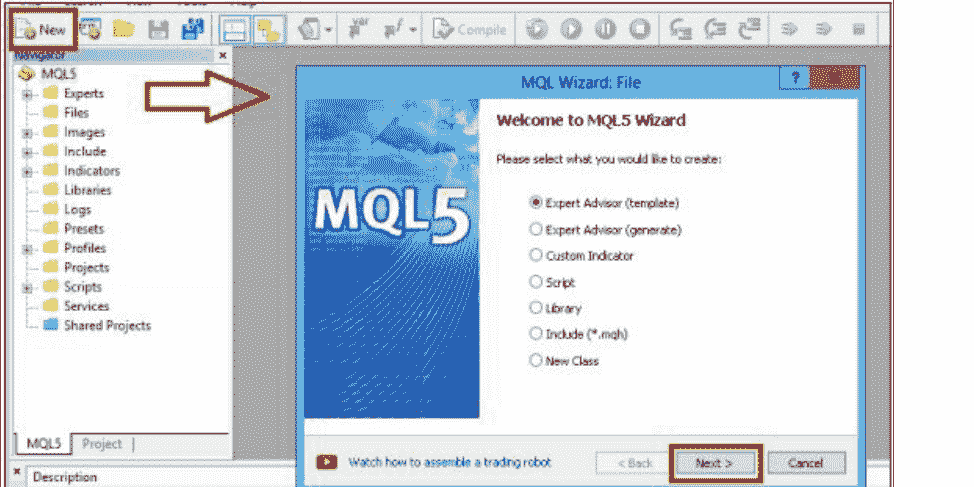 New
Compile
Navigator
MQL5
Experts
Files
Images
Include
Indicators
Libraries
Logs
Presets
Profiles
Projects
Scripts
Services
Shared Projects
MQL5 Project
Description
MQL Wizard: File
?
MQL5
Welcome to MQL5 Wizard
Please select what you would like to create:
Expert Advisor (template)
Expert Advisor (generate)
Custom Indicator
Script
Library
Include (*.mqh)
New Class
Watch how to assemble a trading robot
< Back Next > Cancel